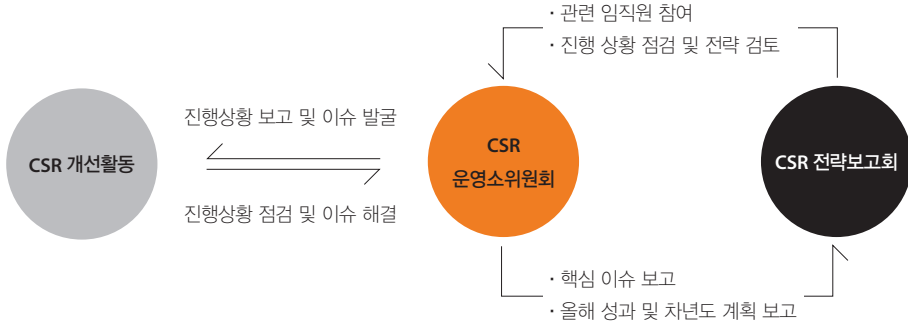 · 관련 임직원 참여
· 진행 상황 점검 및 전략 검토
진행상황 보고 및 이슈 발굴
CSR 개선활동
CSR
운영소위원회
CSR 전략보고회
진행상황 점검 및 이슈 해결
· 핵심 이슈 보고
· 올해 성과 및 차년도 계획 보고